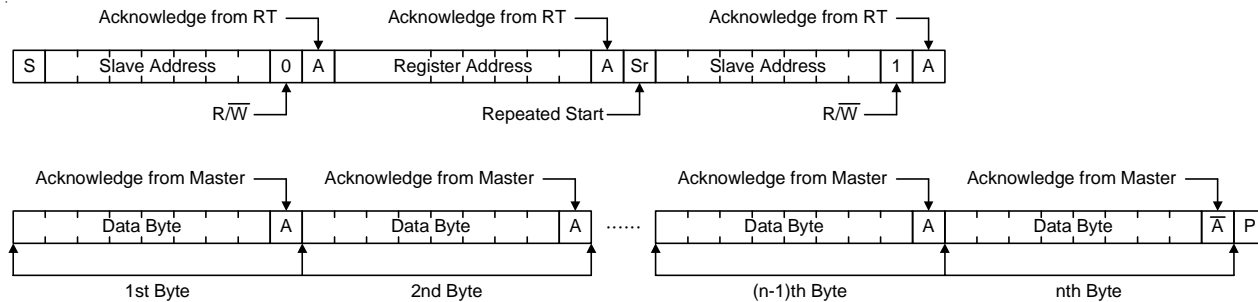 Acknowledge from RT Acknowledge from RT Acknowledge from RT
S Slave Address 0 A Register Address A Sr Slave Address 1 A
R/W̅ Repeated Start R/W̅
Acknowledge from Master Acknowledge from Master Acknowledge from Master Acknowledge from Master
Data Byte A Data Byte A ...... Data Byte A Data Byte A̅ P
1st Byte 2nd Byte (n-1)th Byte nth Byte